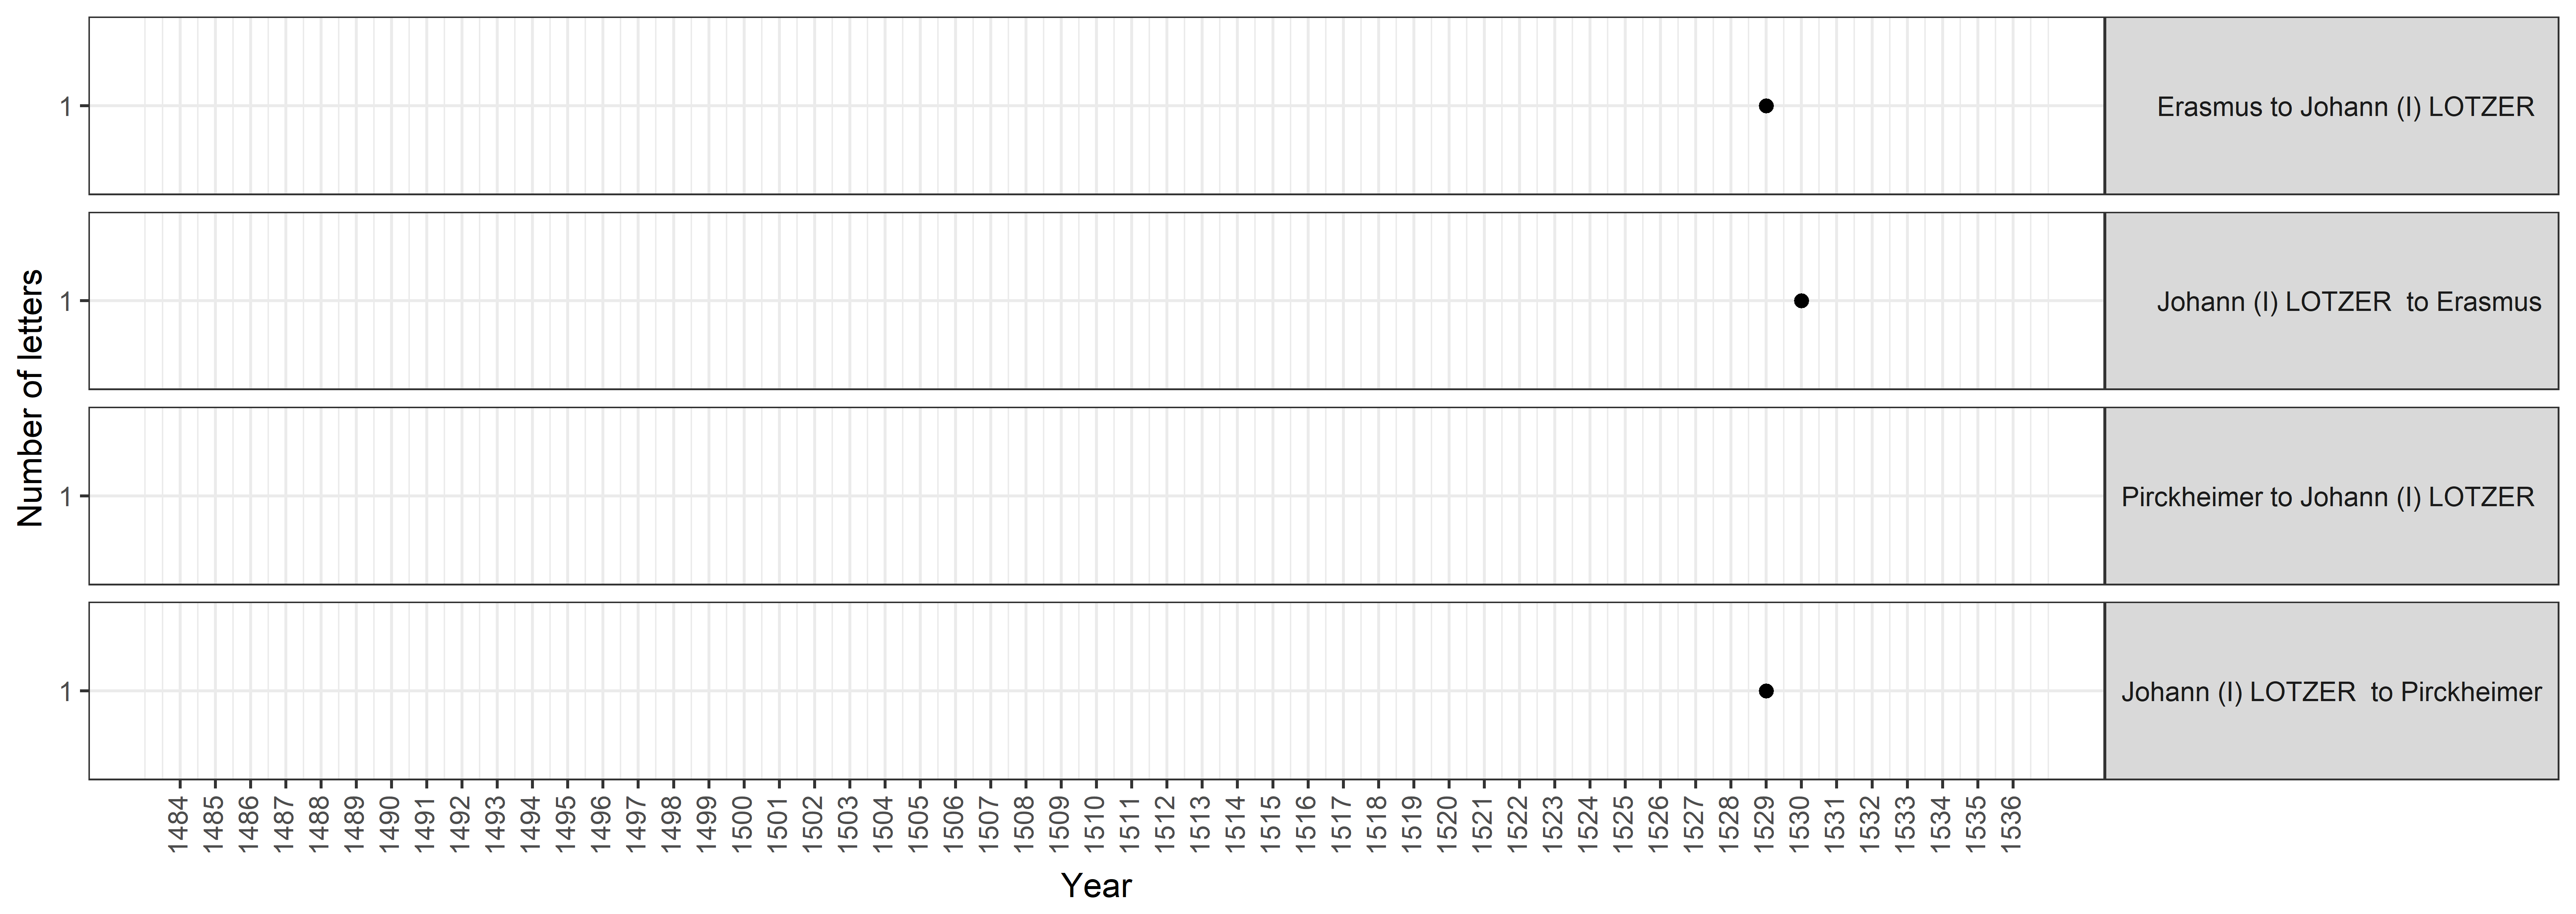 Number of letters
1
Erasmus to Johann (I) LOTZER
1
Johann (I) LOTZER  to Erasmus
1
Pirckheimer to Johann (I) LOTZER
1
Johann (I) LOTZER  to Pirckheimer
1484 1485 1486 1487 1488 1489 1490 1491 1492 1493 1494 1495 1496 1497 1498 1499 1500 1501 1502 1503 1504 1505 1506 1507 1508 1509 1510 1511 1512 1513 1514 1515 1516 1517 1518 1519 1520 1521 1522 1523 1524 1525 1526 1527 1528 1529 1530 1531 1532 1533 1534 1535 1536
Year